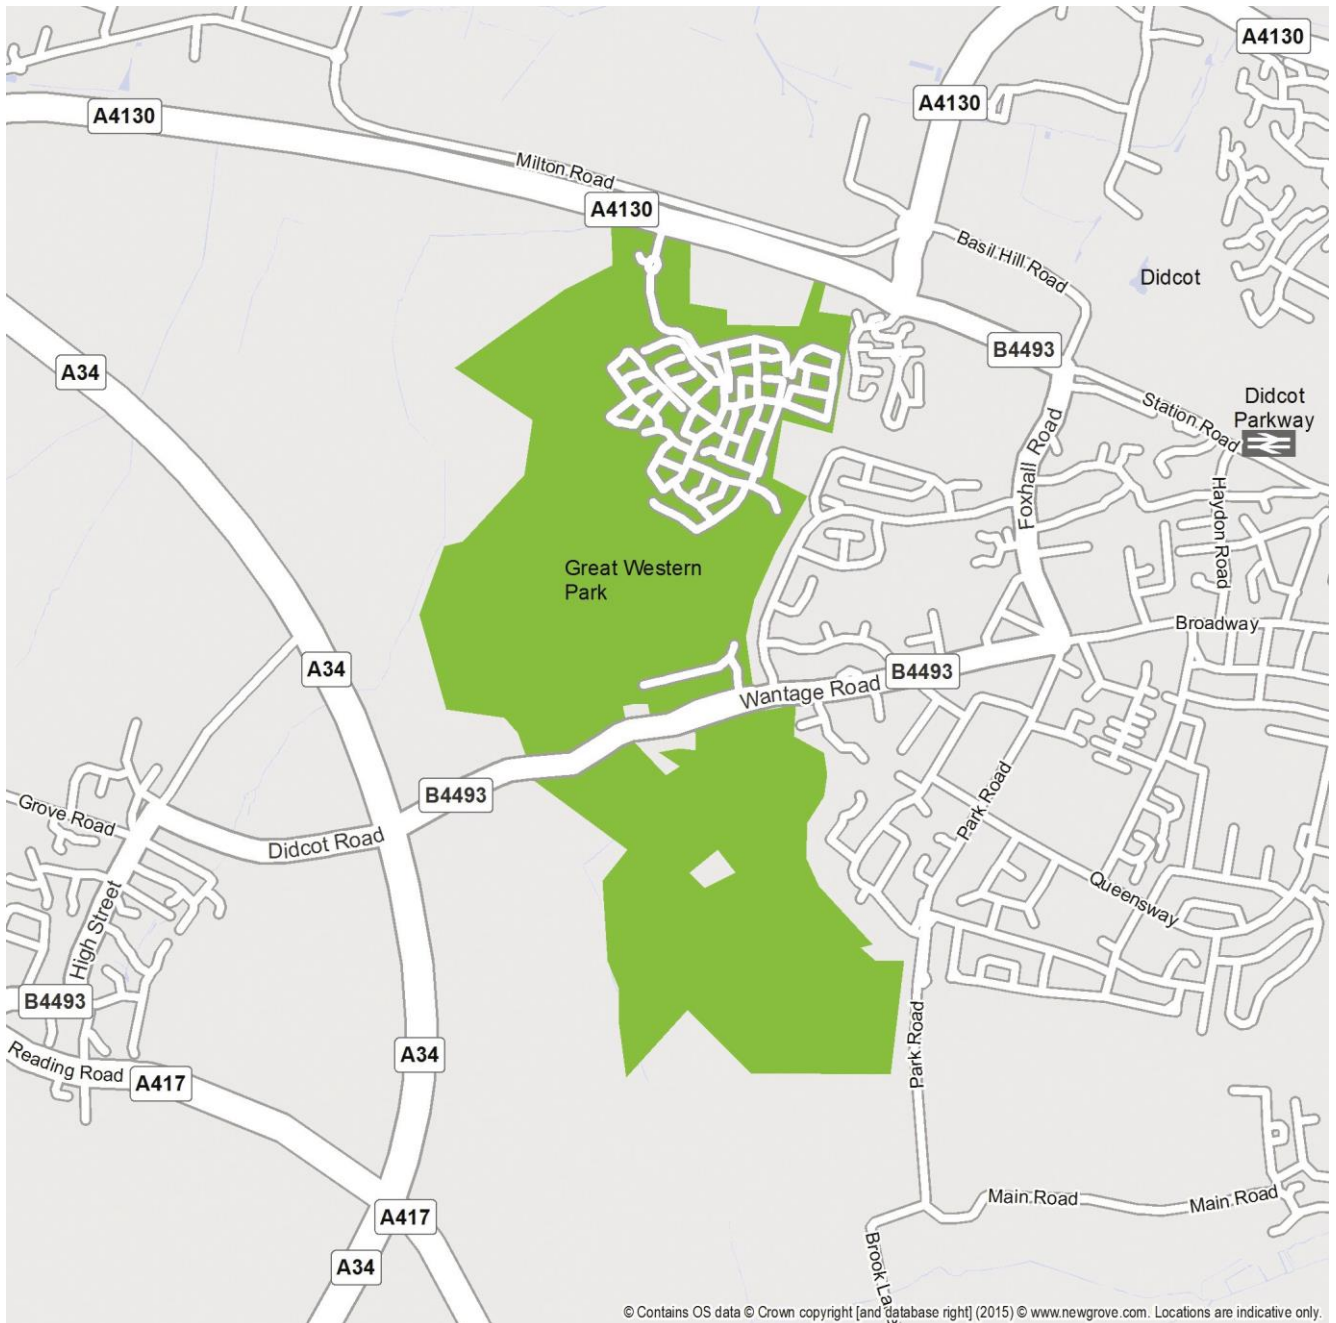 A4130
A4130
A4130
Milton Road
A4130
Basil Hill Road
Didcot
B4493
A34
Didcot
Parkway
Station Road
Foxhall Road
Haydon Road
Great Western
Park
Broadway
A34
B4493
Wantage Road
B4493
Grove Road
Didcot Road
Park Road
High Street
Queensway
B4493
Reading Road
A34
A417
Park Road
Main Road
Main Road
A417
A34
© Contains OS data © Crown copyright [and database right] (2015) © www.newgrove.com. Locations are indicative only.